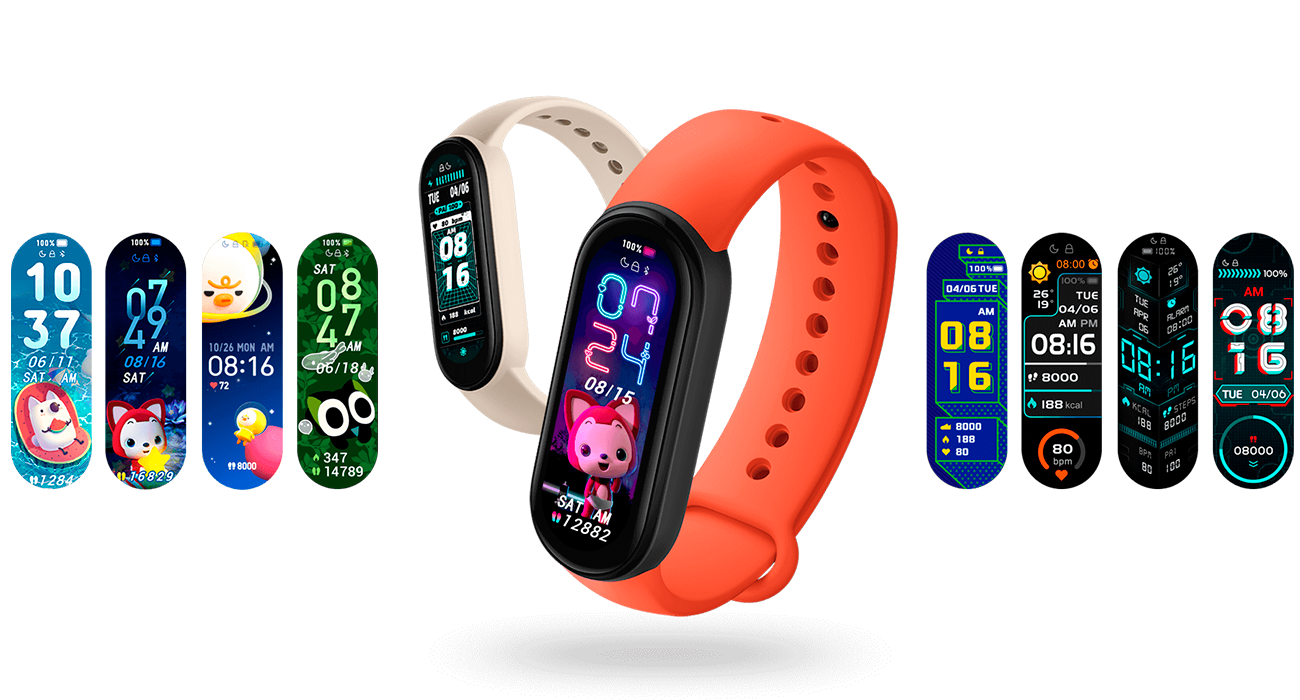 100%
10
37
06/11
SAT AM
1284
100%
07
49
AM
08/16
SAT
16829
10/26 MON AM
08:16
72
8000
100%
SAT
08
47
AM
06/18
347
14789
TUE 04/06
PAI 100
80 bpm
AM
08
16
188 kcal
8000
100%
07
24
08/15
SAT AM
12882
100%
04/06 TUE
AM
08
16
8000
188
80
08:00
100%
26°
19°
TUE
04/06
AM PM
08:16
8000
188 kcal
80
bpm
100%
26°
19°
TUE
APR
06
ALARM
08:00
08:16
AM PM
KCAL
188
STEPS
8000
BPM
80
PAI
100
100%
AM
08
16
TUE 04/06
08000